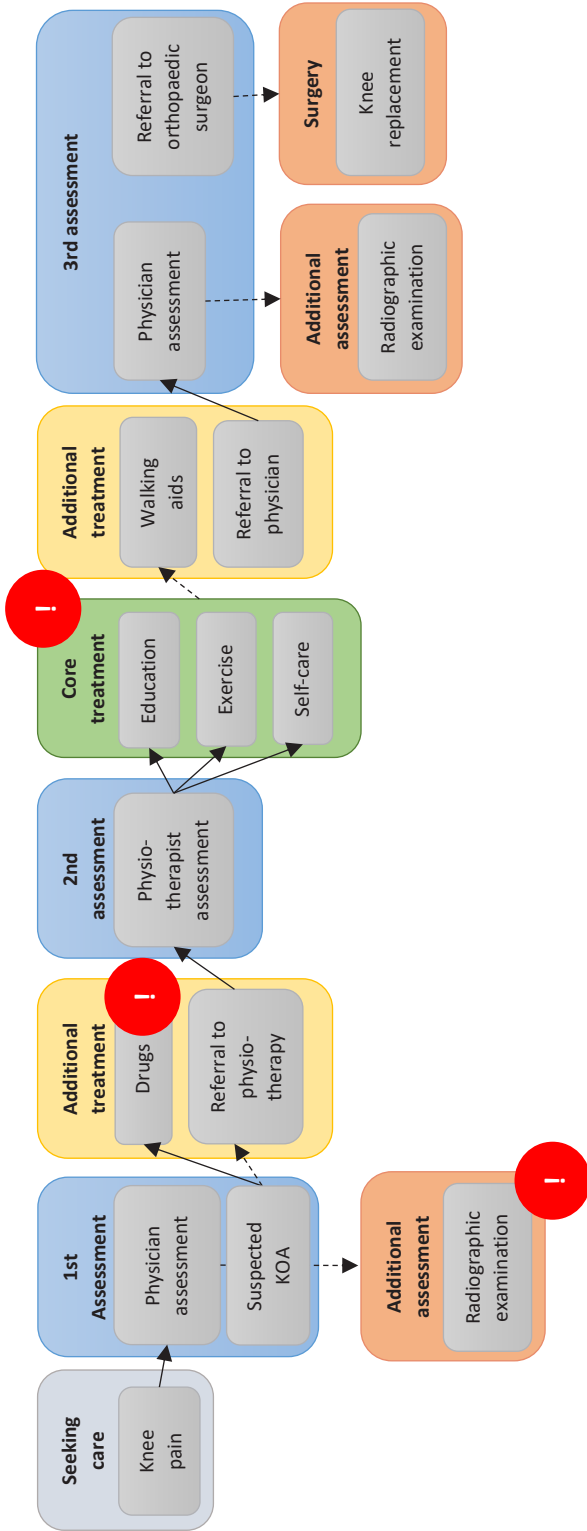 Seeking
care
Knee
pain
1st
Assessment
Physician
assessment
Suspected
KOA
Additional
assessment
Radiographic
examination
!
Additional
treatment
Drugs
!
Referral to
physio-
therapy
2nd
assessment
Physio-
therapist
assessment
Core
treatment
!
Education
Exercise
Self-care
Additional
treatment
Walking
aids
Referral to
physician
3rd assessment
Physician
assessment
Referral to
orthopaedic
surgeon
Additional
assessment
Radiographic
examination
Surgery
Knee
replacement